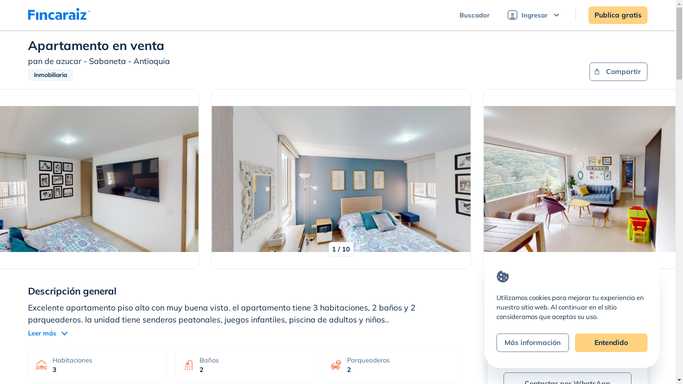 Fincaraiz
Buscador
Ingresar
Publica gratis
Apartamento en venta
pan de azucar - Sabaneta - Antioquia
Inmobiliaria
Compartir
1 / 10
Descripción general
Excelente apartamento piso alto con muy buena vista, el apartamento tiene 3 habitaciones, 2 baños y 2
parqueaderos. la unidad tiene senderos peatonales, juegos infantiles, piscina de adultos y niños..
Leer más
Habitaciones
3
Baños
2
Parqueaderos
2
Utilizamos cookies para mejorar tu experiencia en
nuestro sitio web. Al continuar en el sitio
consideramos que aceptas su uso.
Más información
Entendido
Contactar por WhatsApp